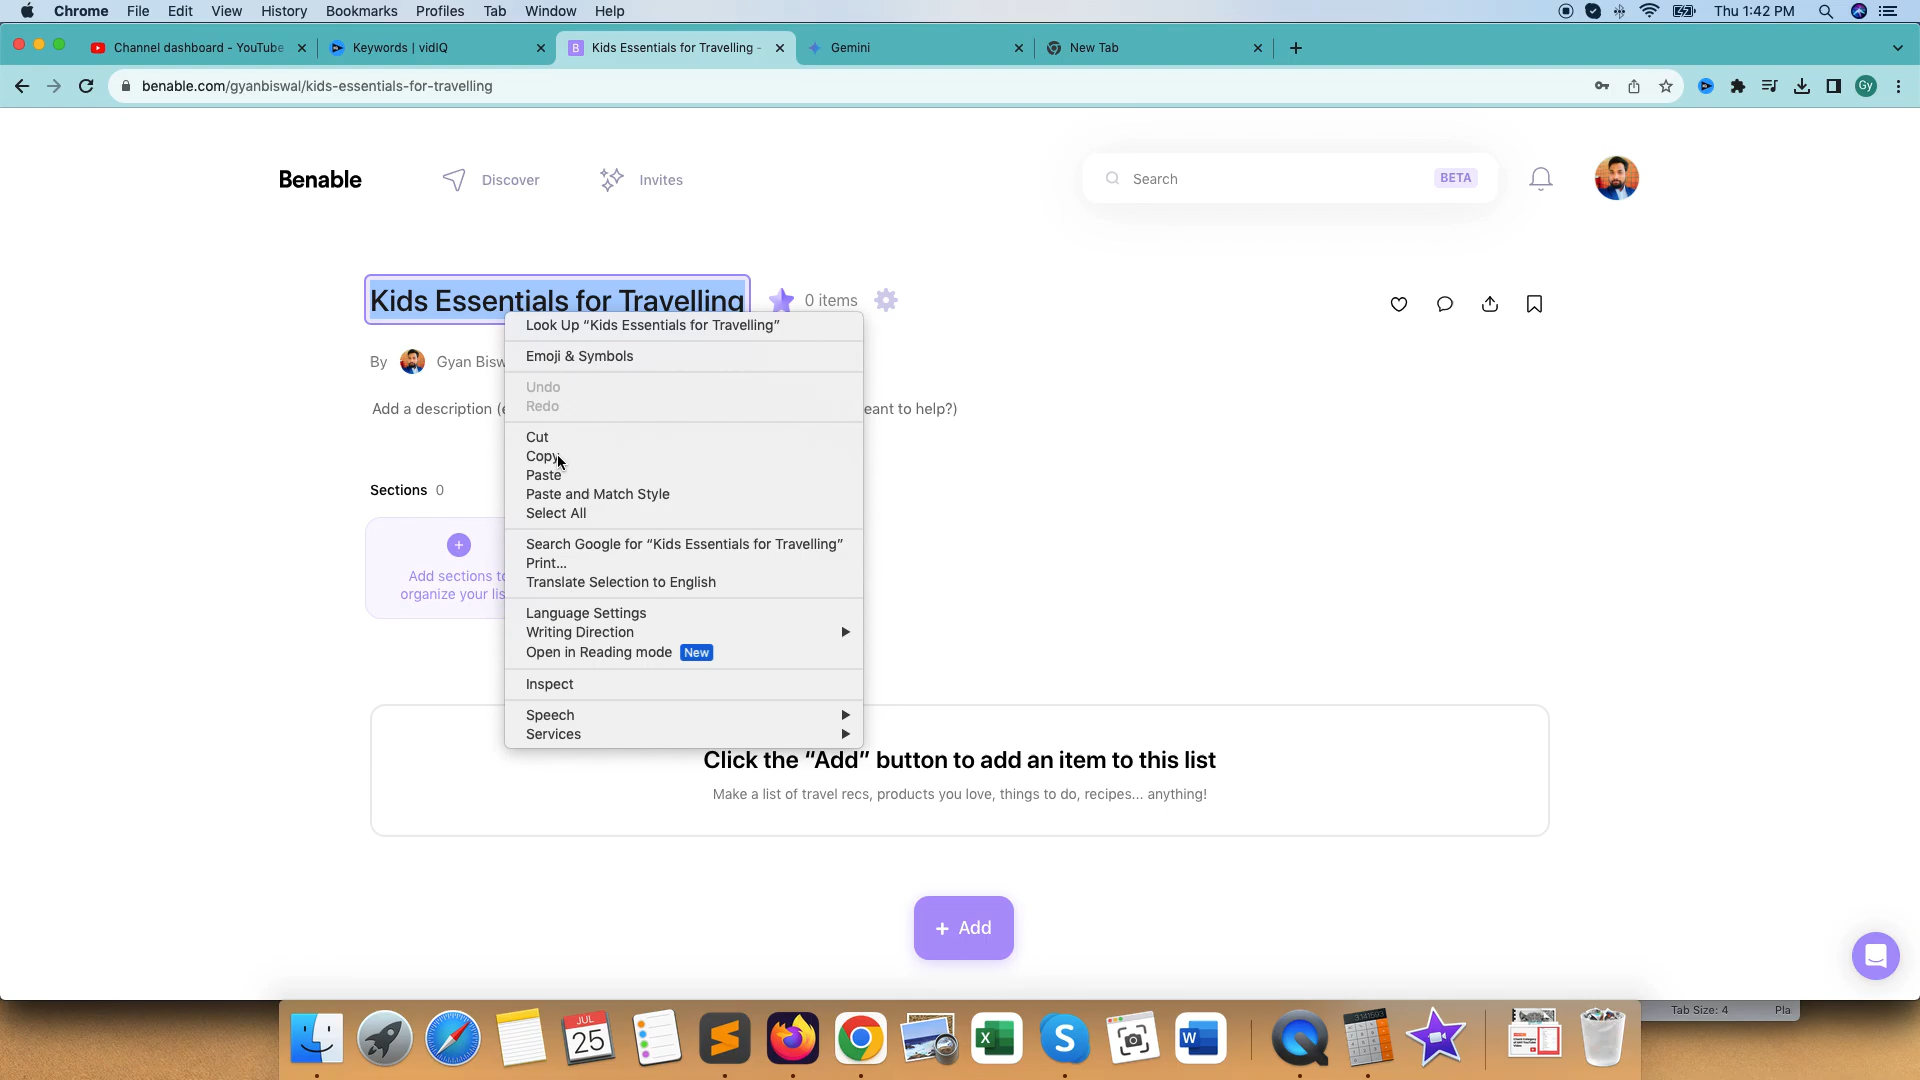 Chrome File Edit View History Bookmarks Profiles Tab Window Help Thu 1:42 PM
Channel dashboard - YouTube Keywords | vidIQ Kids Essentials for Travelling - Gemini New Tab
benable.com/gyanbiswal/kids-essentials-for-travelling Gy
Benable Discover Invites Search BETA
Kids Essentials for Travelling 0 items
Look Up “Kids Essentials for Travelling”
Emoji & Symbols
By Gyan Bisw
Undo
Redo
Add a description (e eant to help?)
Cut
Copy
Paste
Paste and Match Style
Select All
Sections 0
Search Google for “Kids Essentials for Travelling”
Print...
Translate Selection to English
Add sections to
organize your lis
Language Settings
Writing Direction
Open in Reading mode New
Inspect
Speech
Services
Click the “Add” button to add an item to this list
Make a list of travel recs, products you love, things to do, recipes... anything!
+ Add
Tab Size: 4 Pla
JUL
25